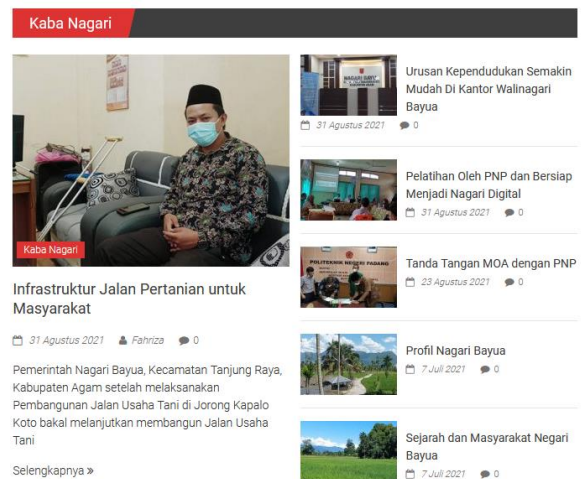 Kaba Nagari
Kaba Nagari
Infrastruktur Jalan Pertanian untuk
Masyarakat
31 Agustus 2021 Fahriza 0
Pemerintah Nagari Bayua, Kecamatan Tanjung Raya,
Kabupaten Agam setelah melaksanakan
Pembangunan Jalan Usaha Tani di Jorong Kapalo
Koto bakal melanjutkan membangun Jalan Usaha
Tani
Selengkapnya »
NAGARI BAYU
Urusan Kependudukan Semakin
Mudah Di Kantor Walinagari
Bayua
31 Agustus 2021 0
Pelatihan Oleh PNP dan Bersiap
Menjadi Nagari Digital
31 Agustus 2021 0
POLITEKNIK NEGERI PADANG
Tanda Tangan MOA dengan PNP
23 Agustus 2021 0
Profil Nagari Bayua
7 Juli 2021 0
Sejarah dan Masyarakat Negari
Bayua
7 Juli 2021 0